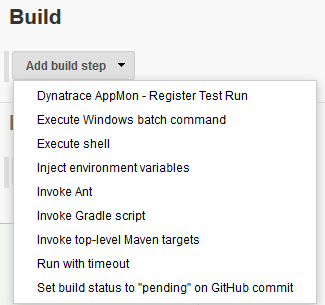 Build
Add build step
Dynatrace AppMon - Register Test Run
Execute Windows batch command
Execute shell
Inject environment variables
Invoke Ant
Invoke Gradle script
Invoke top-level Maven targets
Run with timeout
Set build status to "pending" on GitHub commit